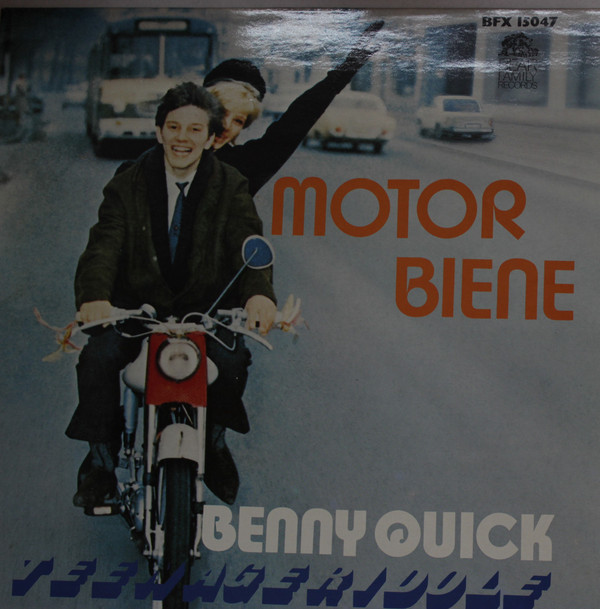 BFX 15047
BEAR
FAMILY
RECORDS
MOTOR
BIENE
BENNY QUICK
TEENAGERIDOLE